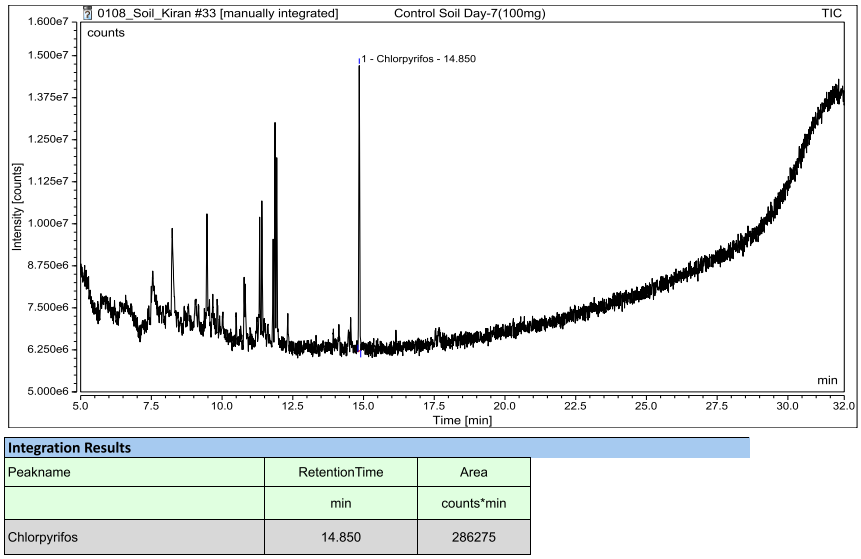 0108_Soil_Kiran #33 [manually integrated] Control Soil Day-7(100mg) TIC
counts
1 - Chlorpyrifos - 14.850
1.600e7
1.500e7
1.375e7
1.250e7
1.125e7
1.000e7
8.750e6
7.500e6
6.250e6
5.000e6
Intensity [counts]
min
5.0 7.5 10.0 12.5 15.0 17.5 20.0 22.5 25.0 27.5 30.0 32.0
Time [min]
Integration Results
Peakname RetentionTime Area
min counts*min
Chlorpyrifos 14.850 286275